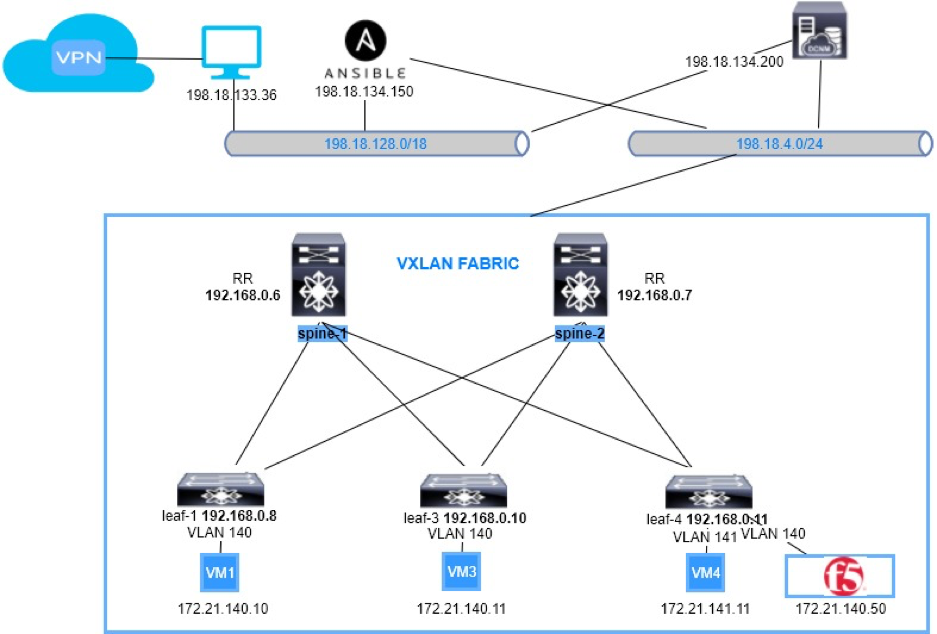 VPN
ANSIBLE
198.18.133.36
198.18.134.150
198.18.134.200
DCNM
198.18.128.0/18
198.18.4.0/24
VXLAN FABRIC
RR
192.168.0.6
RR
192.168.0.7
spine-1
spine-2
leaf-1 192.168.0.8
VLAN 140
leaf-3 192.168.0.10
VLAN 140
leaf-4 192.168.0.11
VLAN 141
VLAN 140
VM1
VM3
VM4
f5
172.21.140.10
172.21.140.11
172.21.141.11
172.21.140.50